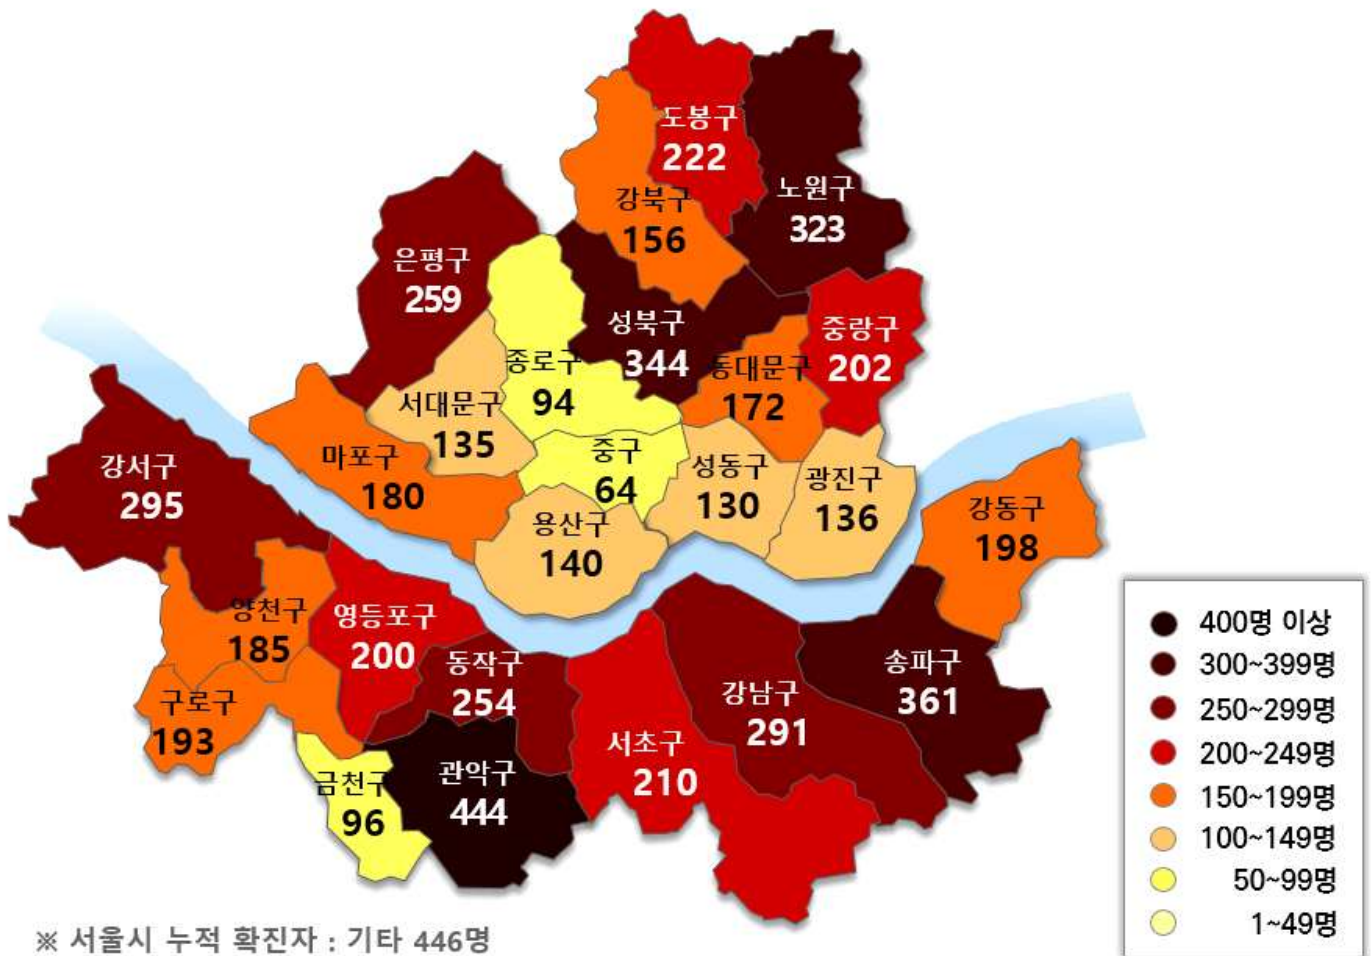 도봉구
222
노원구
323
강북구
156
은평구
259
성북구
344
중랑구
202
종로구
94
동대문구
172
서대문구
135
중구
64
마포구
180
성동구
130
광진구
136
강서구
295
용산구
140
강동구
198
양천구
185
영등포구
200
동작구
254
송파구
361
강남구
291
구로구
193
서초구
210
관악구
444
금천구
96
400명 이상
300~399명
250~299명
200~249명
150~199명
100~149명
50~99명
1~49명
※ 서울시 누적 확진자 : 기타 446명